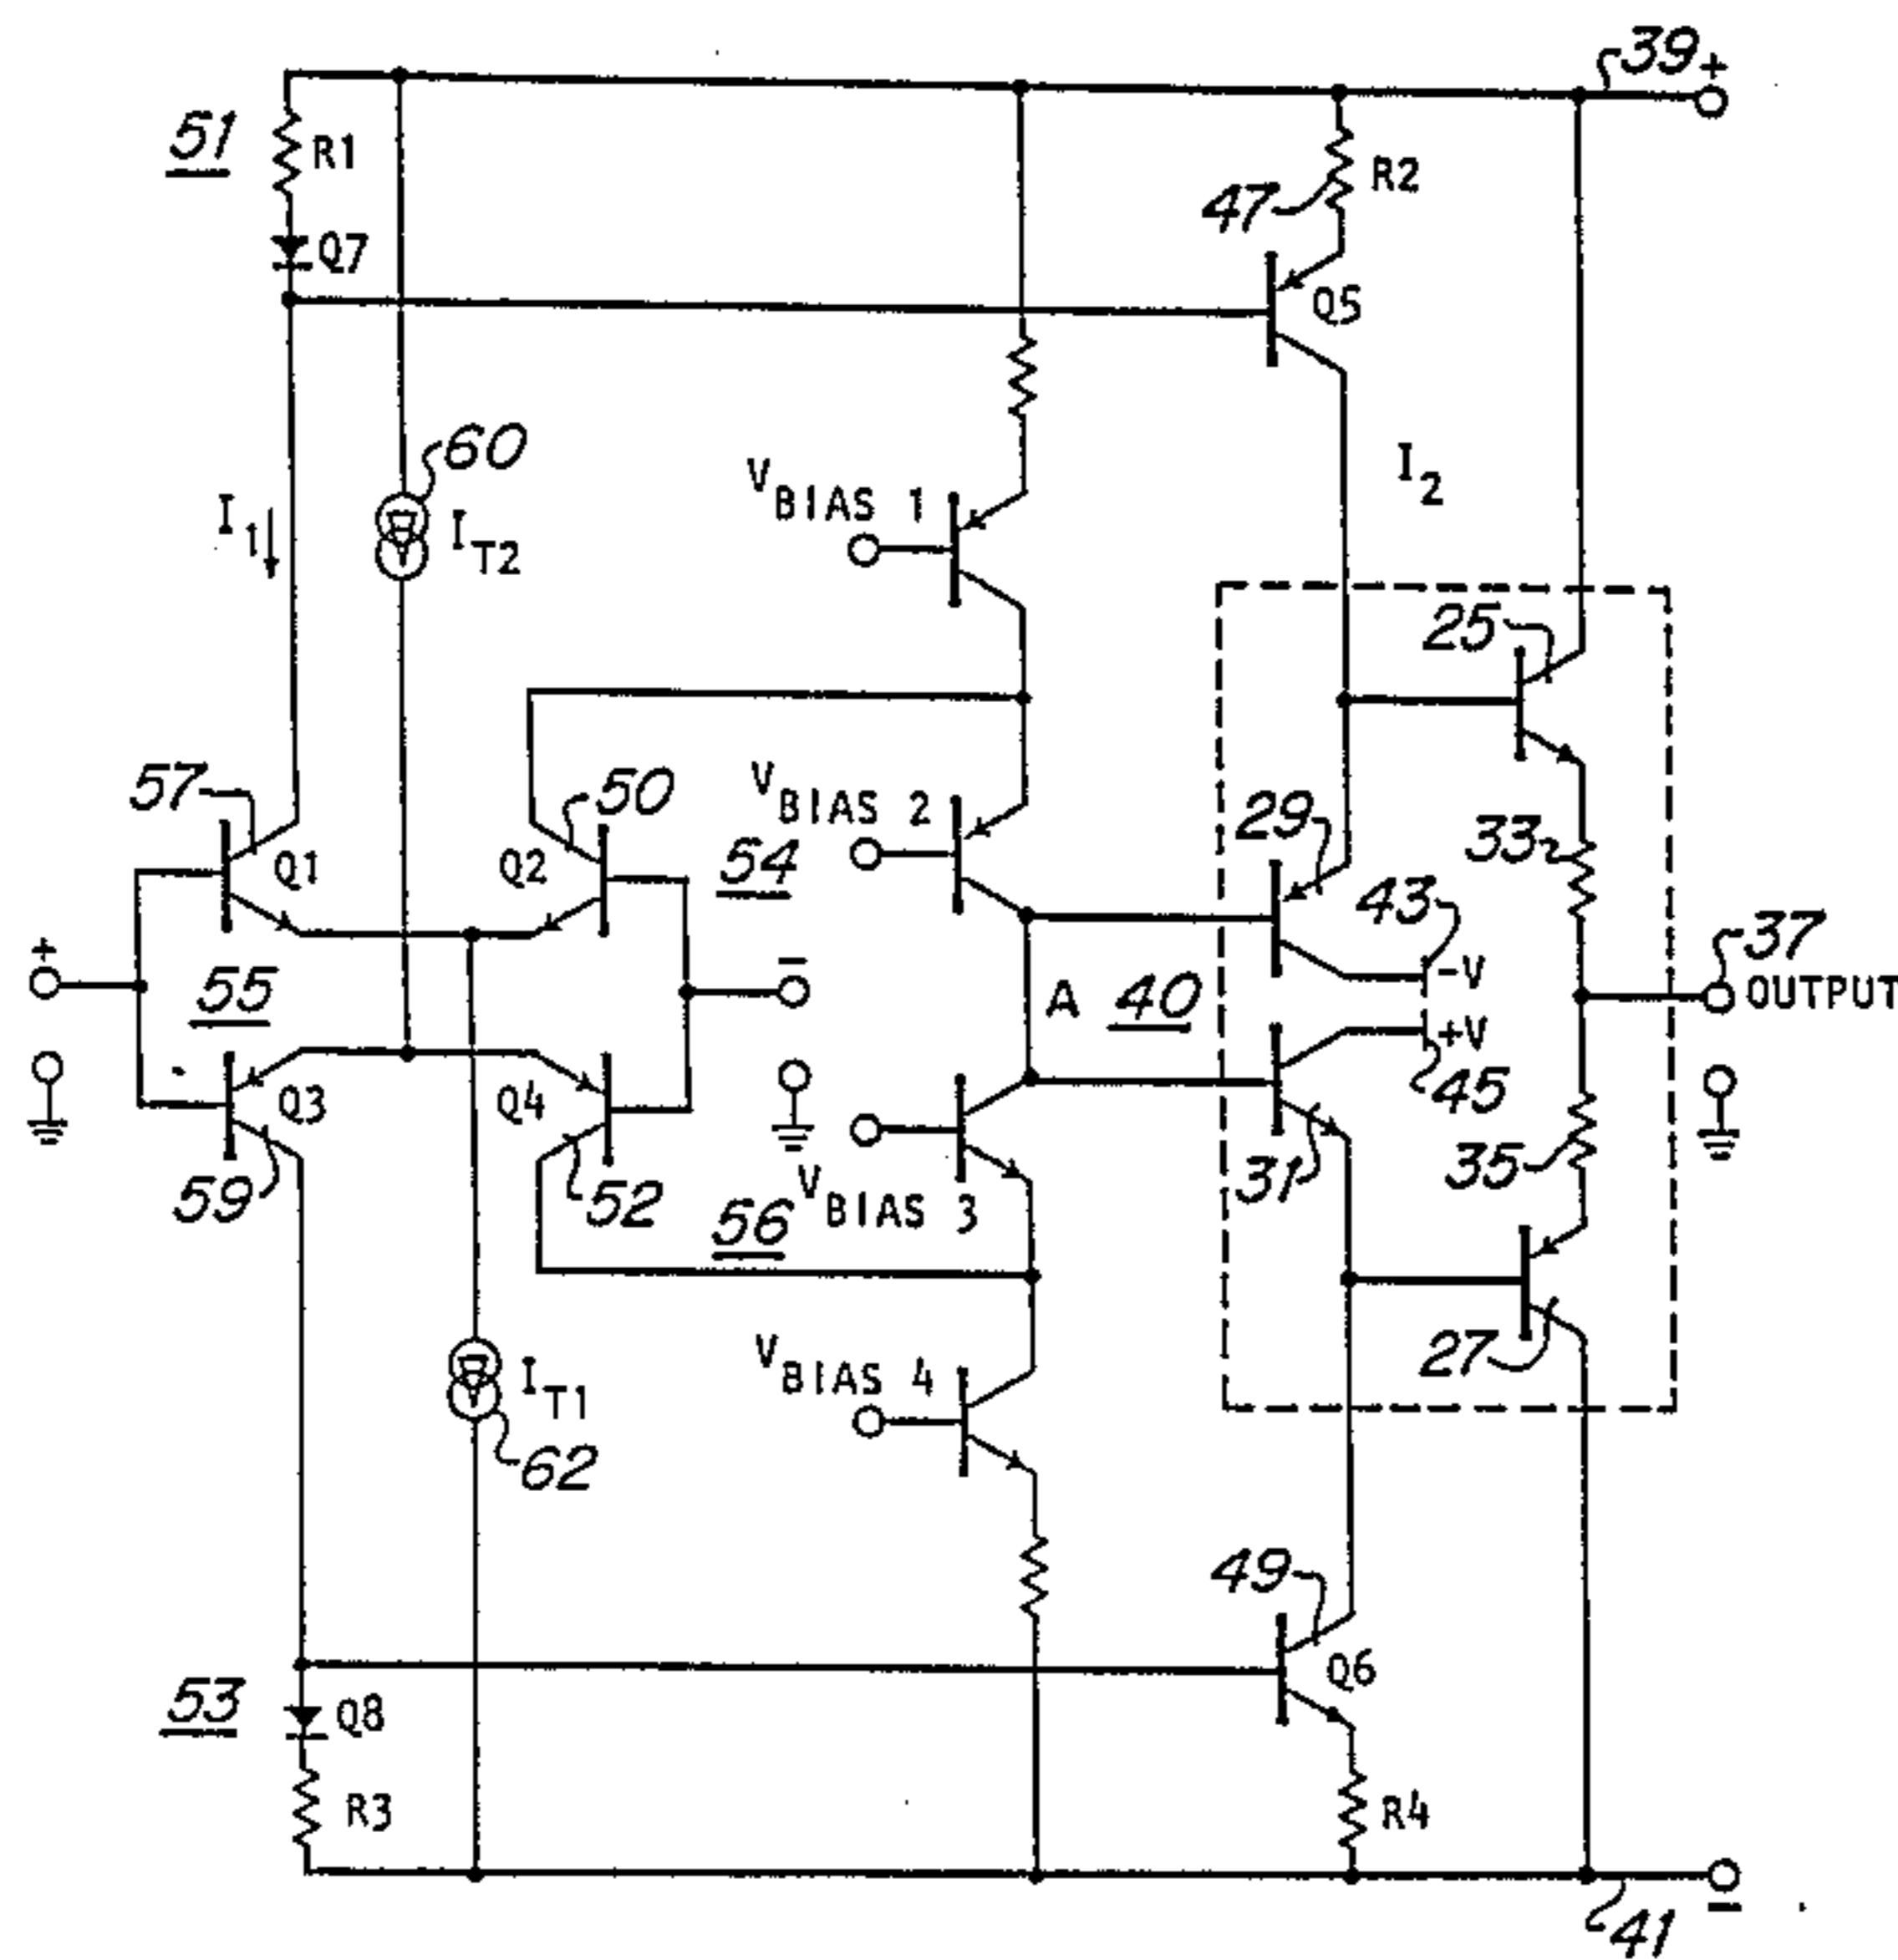 39 +
51
R1
R2
47
Q7
Q5
60
I1
IT2
VBIAS 1
I2
25
57
50
VBIAS 2
29
33
Q1
Q2
54
43
+
−
37
55
A 40
−V
OUTPUT
+V
Q3
Q4
45
59
52
31
35
VBIAS 3
56
27
VBIAS 4
IT1
62
49
Q6
53
Q8
R3
R4
−
41